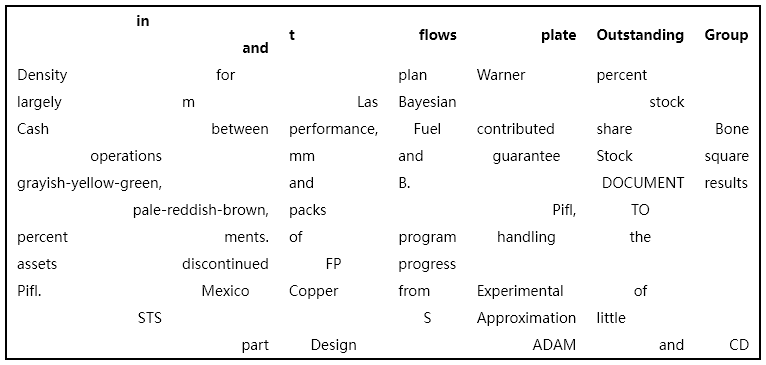 in and t flows plate Outstanding Group
Density for plan Warner percent
largely m Las Bayesian stock
Cash between performance, Fuel contributed share Bone
operations mm and guarantee Stock square
grayish-yellow-green, and B. DOCUMENT results
pale-reddish-brown, packs Pifl, TO
percent ments. of program handling the
assets discontinued FP progress
Pifl. Mexico Copper from Experimental of
STS S Approximation little
part Design ADAM and CD